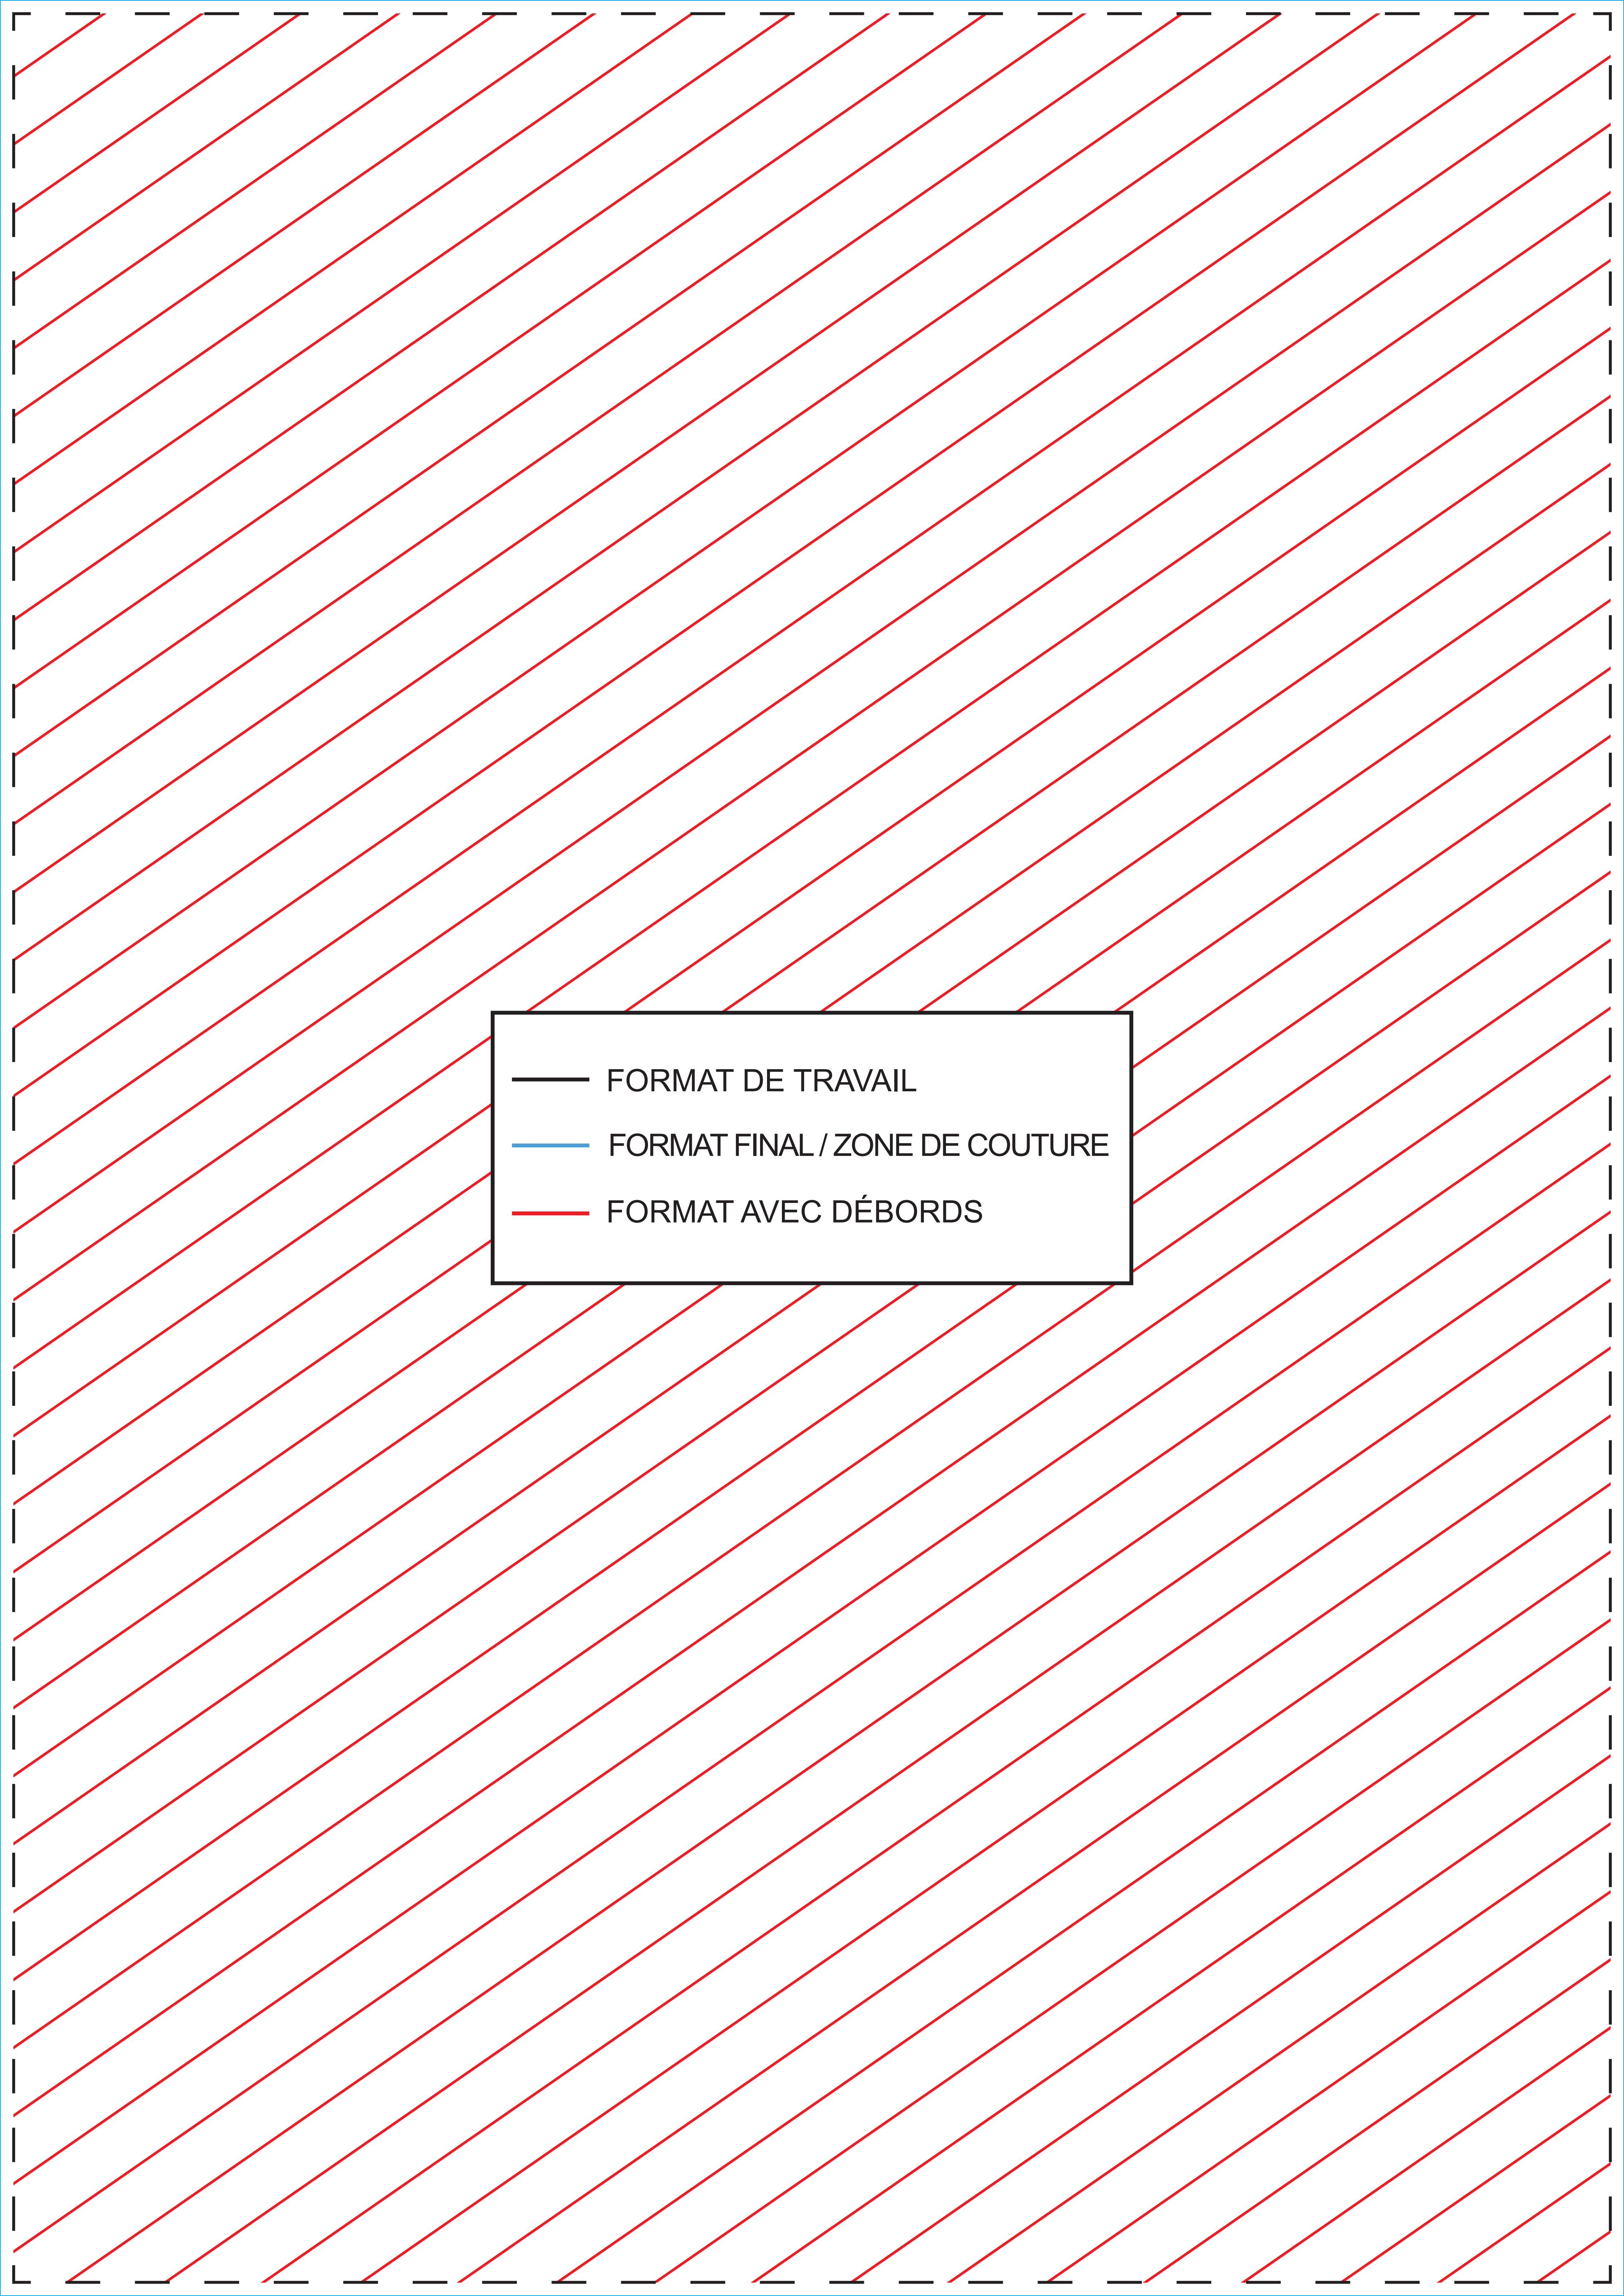 FORMAT DE TRAVAIL
FORMAT FINAL / ZONE DE COUTURE
FORMAT AVEC DÉBORDS